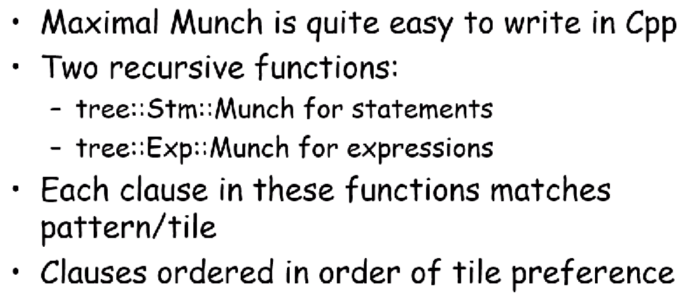 • Maximal Munch is quite easy to write in Cpp
• Two recursive functions:
– tree::Stm::Munch for statements
– tree::Exp::Munch for expressions
• Each clause in these functions matches
pattern/tile
• Clauses ordered in order of tile preference